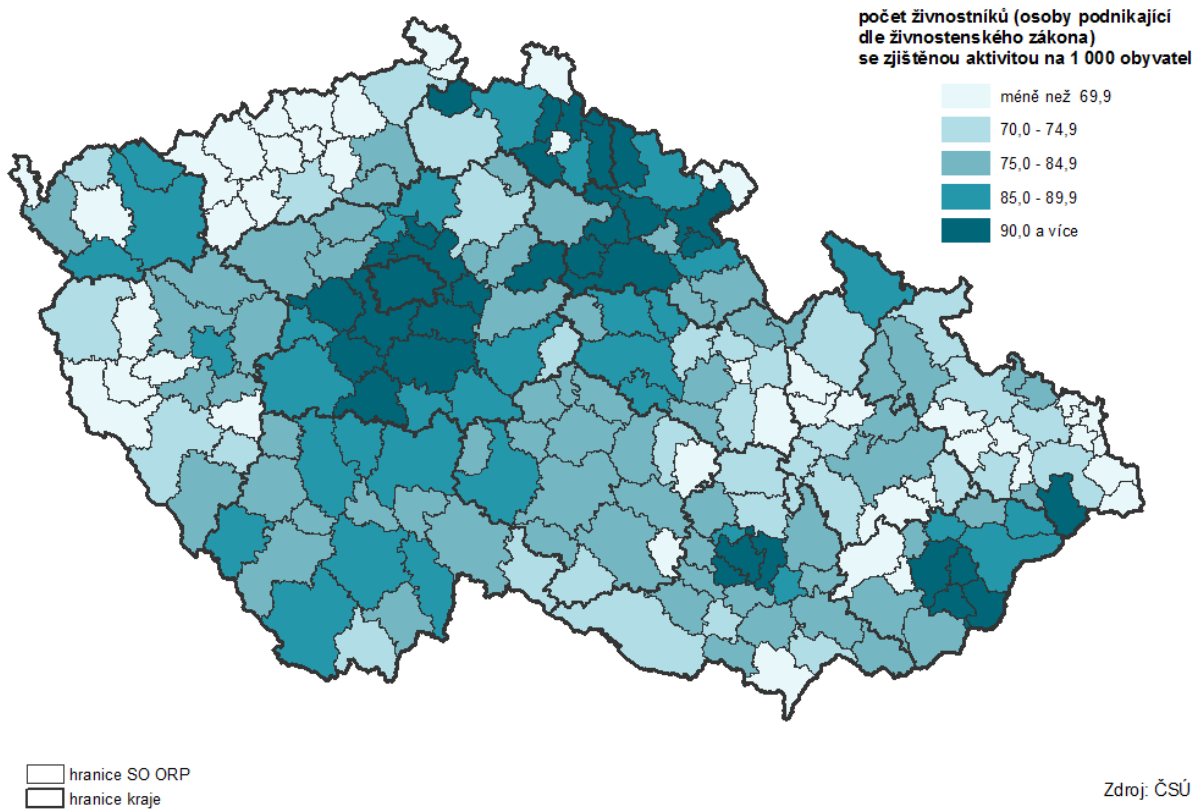 počet živnostníků (osoby podnikající
dle živnostenského zákona)
se zjištěnou aktivitou na 1 000 obyvatel
méně než 69,9
70,0 - 74,9
75,0 - 84,9
85,0 - 89,9
90,0 a více
hranice SO ORP
hranice kraje
Zdroj: ČSÚ